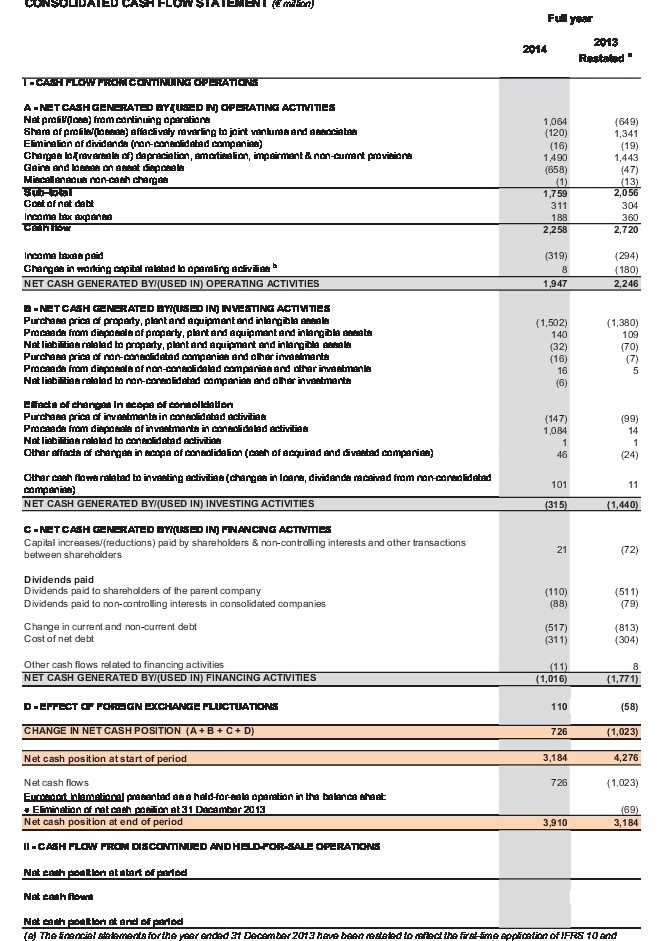 CONSOLIDATED CASH FLOW STATEMENT (€ million)
Full year
2014 2013
Restated a
I - CASH FLOW FROM CONTINUING OPERATIONS
A - NET CASH GENERATED BY/(USED IN) OPERATING ACTIVITIES
Net profit/(loss) from continuing operations 1,064 (649)
Share of profits/(losses) effectively reverting to joint ventures and associates (120) 1,341
Elimination of dividends (non-consolidated companies) (16) (19)
Charges to/(reversals of) depreciation, amortisation, impairment & non-current provisions 1,490 1,443
Gains and losses on asset disposals (658) (47)
Miscellaneous non-cash charges (1) (13)
Sub-total 1,759 2,056
Cost of net debt 311 304
Income tax expense 188 360
Cash flow 2,258 2,720
Income taxes paid (319) (294)
Changes in working capital related to operating activities b 8 (180)
NET CASH GENERATED BY/(USED IN) OPERATING ACTIVITIES 1,947 2,246
B - NET CASH GENERATED BY/(USED IN) INVESTING ACTIVITIES
Purchase price of property, plant and equipment and intangible assets (1,502) (1,380)
Proceeds from disposals of property, plant and equipment and intangible assets 140 109
Net liabilities related to property, plant and equipment and intangible assets (32) (70)
Purchase price of non-consolidated companies and other investments (16) (7)
Proceeds from disposals of non-consolidated companies and other investments 16 5
Net liabilities related to non-consolidated companies and other investments (6)
Effects of changes in scope of consolidation
Purchase price of investments in consolidated activities (147) (99)
Proceeds from disposals of investments in consolidated activities 1,084 14
Net liabilities related to consolidated activities 1 1
Other effects of changes in scope of consolidation (cash of acquired and divested companies) 46 (24)
Other cash flows related to investing activities (changes in loans, dividends received from non-consolidated
companies) 101 11
NET CASH GENERATED BY/(USED IN) INVESTING ACTIVITIES (315) (1,440)
C - NET CASH GENERATED BY/(USED IN) FINANCING ACTIVITIES
Capital increases/(reductions) paid by shareholders & non-controlling interests and other transactions
between shareholders 21 (72)
Dividends paid
Dividends paid to shareholders of the parent company (110) (511)
Dividends paid to non-controlling interests in consolidated companies (88) (79)
Change in current and non-current debt (517) (813)
Cost of net debt (311) (304)
Other cash flows related to financing activities (11) 8
NET CASH GENERATED BY/(USED IN) FINANCING ACTIVITIES (1,016) (1,771)
D - EFFECT OF FOREIGN EXCHANGE FLUCTUATIONS 110 (58)
CHANGE IN NET CASH POSITION (A + B + C + D) 726 (1,023)
Net cash position at start of period 3,184 4,276
Net cash flows 726 (1,023)
Eurosport International presented as a held-for-sale operation in the balance sheet:
• Elimination of net cash position at 31 December 2013 (69)
Net cash position at end of period 3,910 3,184
II - CASH FLOW FROM DISCONTINUED AND HELD-FOR-SALE OPERATIONS
Net cash position at start of period
Net cash flows
Net cash position at end of period
(a) The financial statements for the year ended 31 December 2013 have been restated to reflect the first-time application of IFRS 10 and